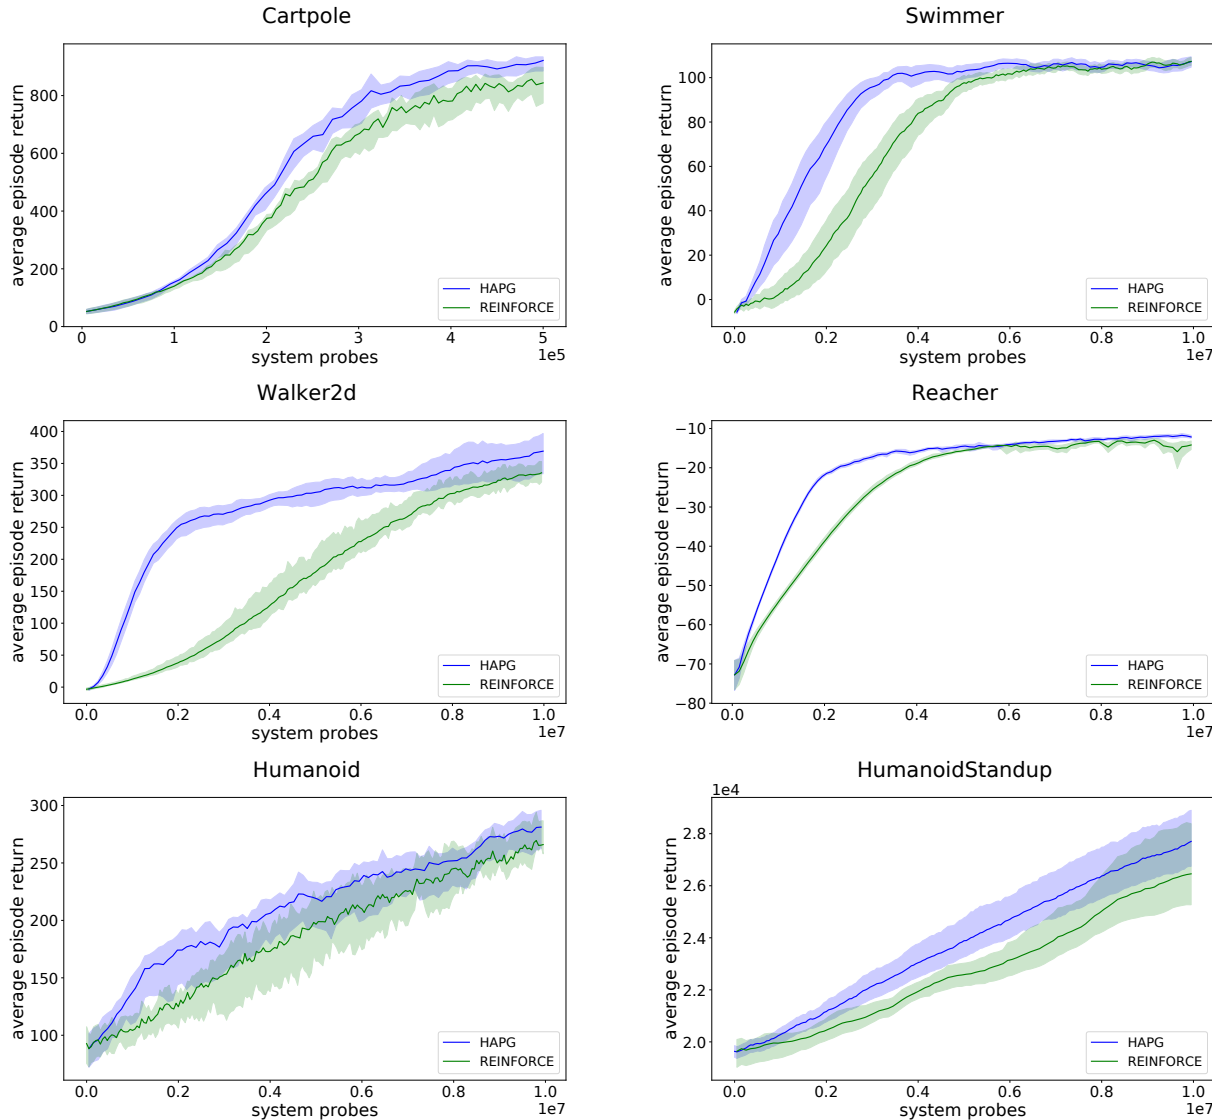 Cartpole
average episode return
800
600
400
200
0
0 1 2 3 4 5
1e5
system probes
HAPG
REINFORCE
Swimmer
average episode return
100
80
60
40
20
0
0.0 0.2 0.4 0.6 0.8 1.0
1e7
system probes
HAPG
REINFORCE
Walker2d
average episode return
400
350
300
250
200
150
100
50
0
0.0 0.2 0.4 0.6 0.8 1.0
1e7
system probes
HAPG
REINFORCE
Reacher
average episode return
−10
−20
−30
−40
−50
−60
−70
−80
0.0 0.2 0.4 0.6 0.8 1.0
1e7
system probes
HAPG
REINFORCE
Humanoid
average episode return
300
250
200
150
100
0.0 0.2 0.4 0.6 0.8 1.0
1e7
system probes
HAPG
REINFORCE
HumanoidStandup
1e4
average episode return
2.8
2.6
2.4
2.2
2.0
0.0 0.2 0.4 0.6 0.8 1.0
1e7
system probes
HAPG
REINFORCE